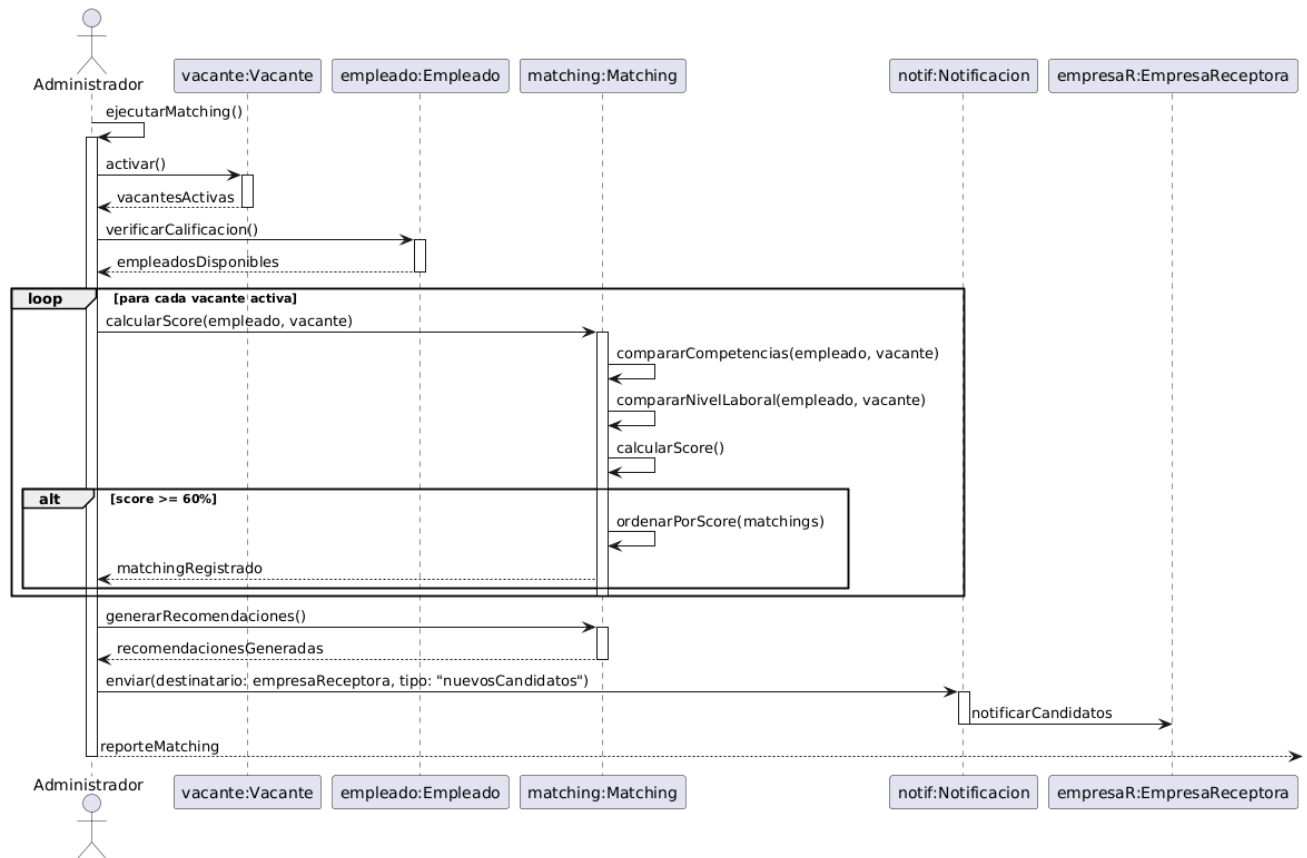 Administrador
vacante:Vacante
empleado:Empleado
matching:Matching
notif:Notificacion
empresaR:EmpresaReceptora
ejecutarMatching()
activar()
vacantesActivas
verificarCalificacion()
empleadosDisponibles
loop
[para cada vacante activa]
calcularScore(empleado, vacante)
compararCompetencias(empleado, vacante)
compararNivelLaboral(empleado, vacante)
calcularScore()
alt
[score >= 60%]
ordenarPorScore(matchings)
matchingRegistrado
generarRecomendaciones()
recomendacionesGeneradas
enviar(destinatario: empresaReceptora, tipo: "nuevosCandidatos")
notificarCandidatos
reporteMatching
Administrador
vacante:Vacante
empleado:Empleado
matching:Matching
notif:Notificacion
empresaR:EmpresaReceptora